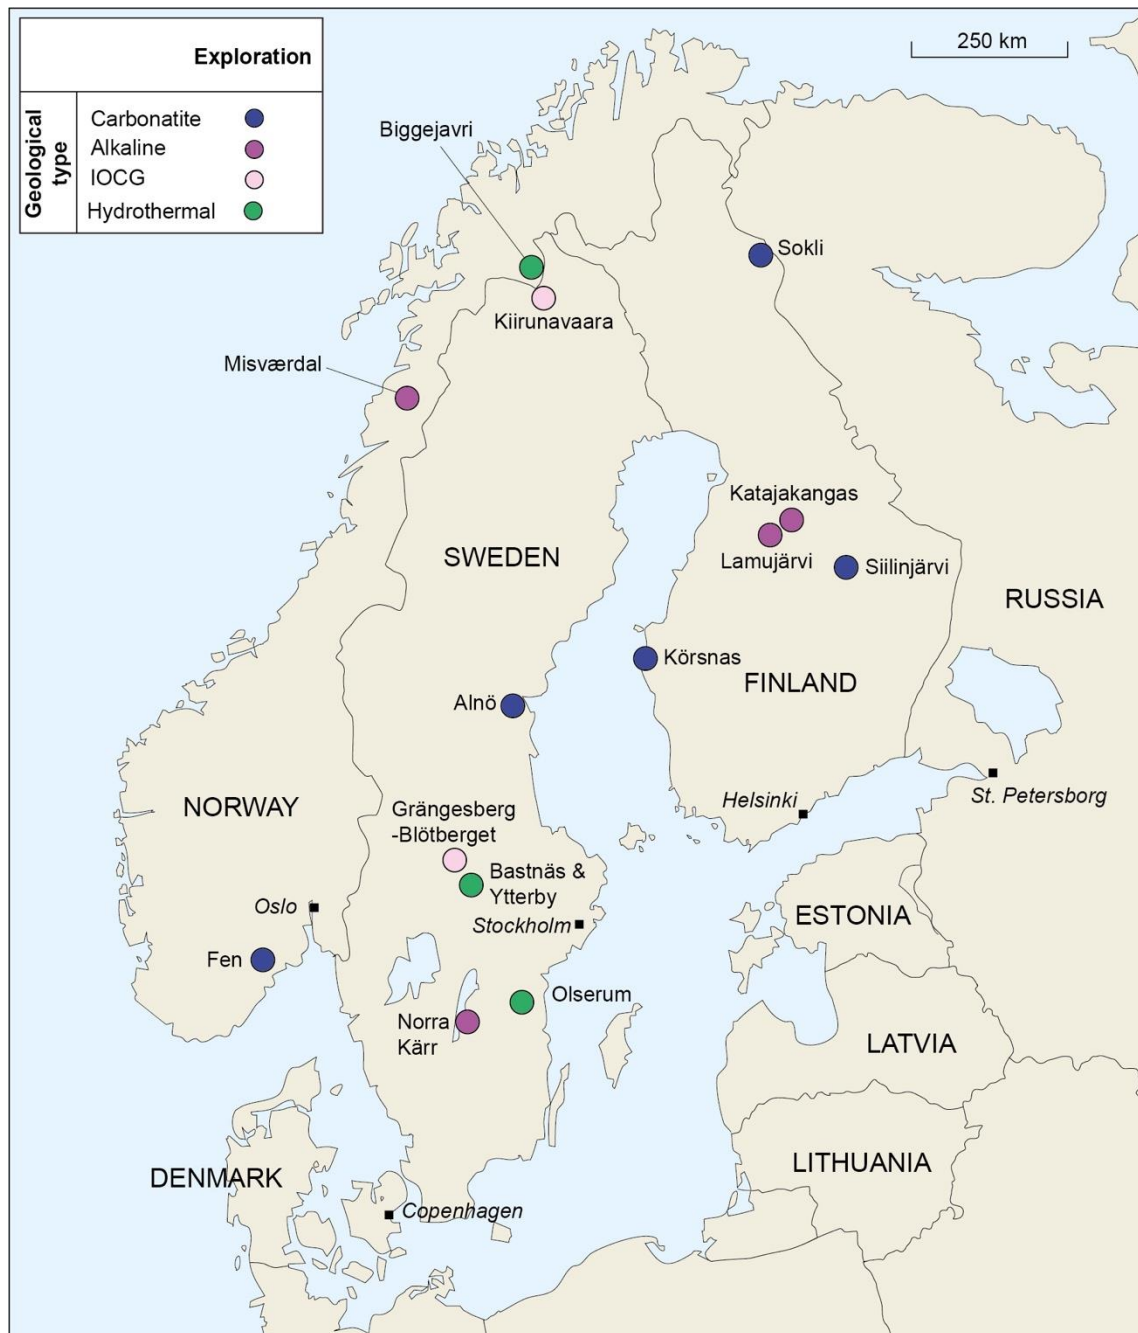 Exploration
Geological
type
Carbonatite
Alkaline
IOCG
Hydrothermal
250 km
Biggejavri
Sokli
Kiirunavaara
Misværdal
Katajakangas
Lamujärvi
SWEDEN
Siilinjärvi
RUSSIA
Körsnas
FINLAND
Alnö
NORWAY
Helsinki
St. Petersborg
Grängesberg
-Blötberget
Bastnäs &
Ytterby
Oslo
Stockholm
ESTONIA
Fen
Olserum
Norra
Kärr
LATVIA
LITHUANIA
DENMARK
Copenhagen